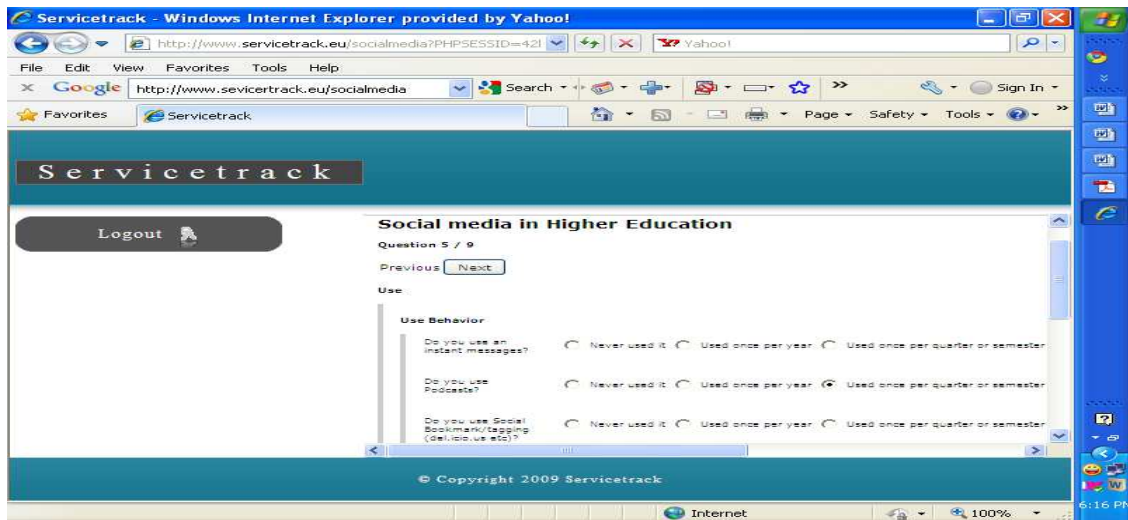 Servicetrack - Windows Internet Explorer provided by Yahoo!
http://www.servicetrack.eu/socialmedia?PHPSESSID=42l
Yahoo!
File Edit View Favorites Tools Help
Google http://www.sevicertrack.eu/socialmedia Search Sign In
Favorites Servicetrack Page Safety Tools
Servicetrack
Logout
Social media in Higher Education
Question 5 / 9
Previous Next
Use
Use Behavior
Do you use an
instant messages?
Never used it Used once per year Used once per quarter or semester
Do you use
Podcasts?
Never used it Used once per year Used once per quarter or semester
Do you use Social
Bookmark/tagging
(del.icio.us etc)?
Never used it Used once per year Used once per quarter or semester
© Copyright 2009 Servicetrack
Internet 100%
6:16 PM